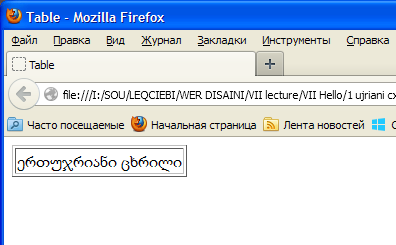 Table - Mozilla Firefox
Файл Правка Вид Журнал Закладки Инструменты Справка
Table
file:///I:/SOU/LEQCIEBI/WER DISAINI/VII lecture/VII Hello/1 ujriani cx
Часто посещаемые Начальная страница Лента новостей С
ერთუჯრიანი ცხრილი